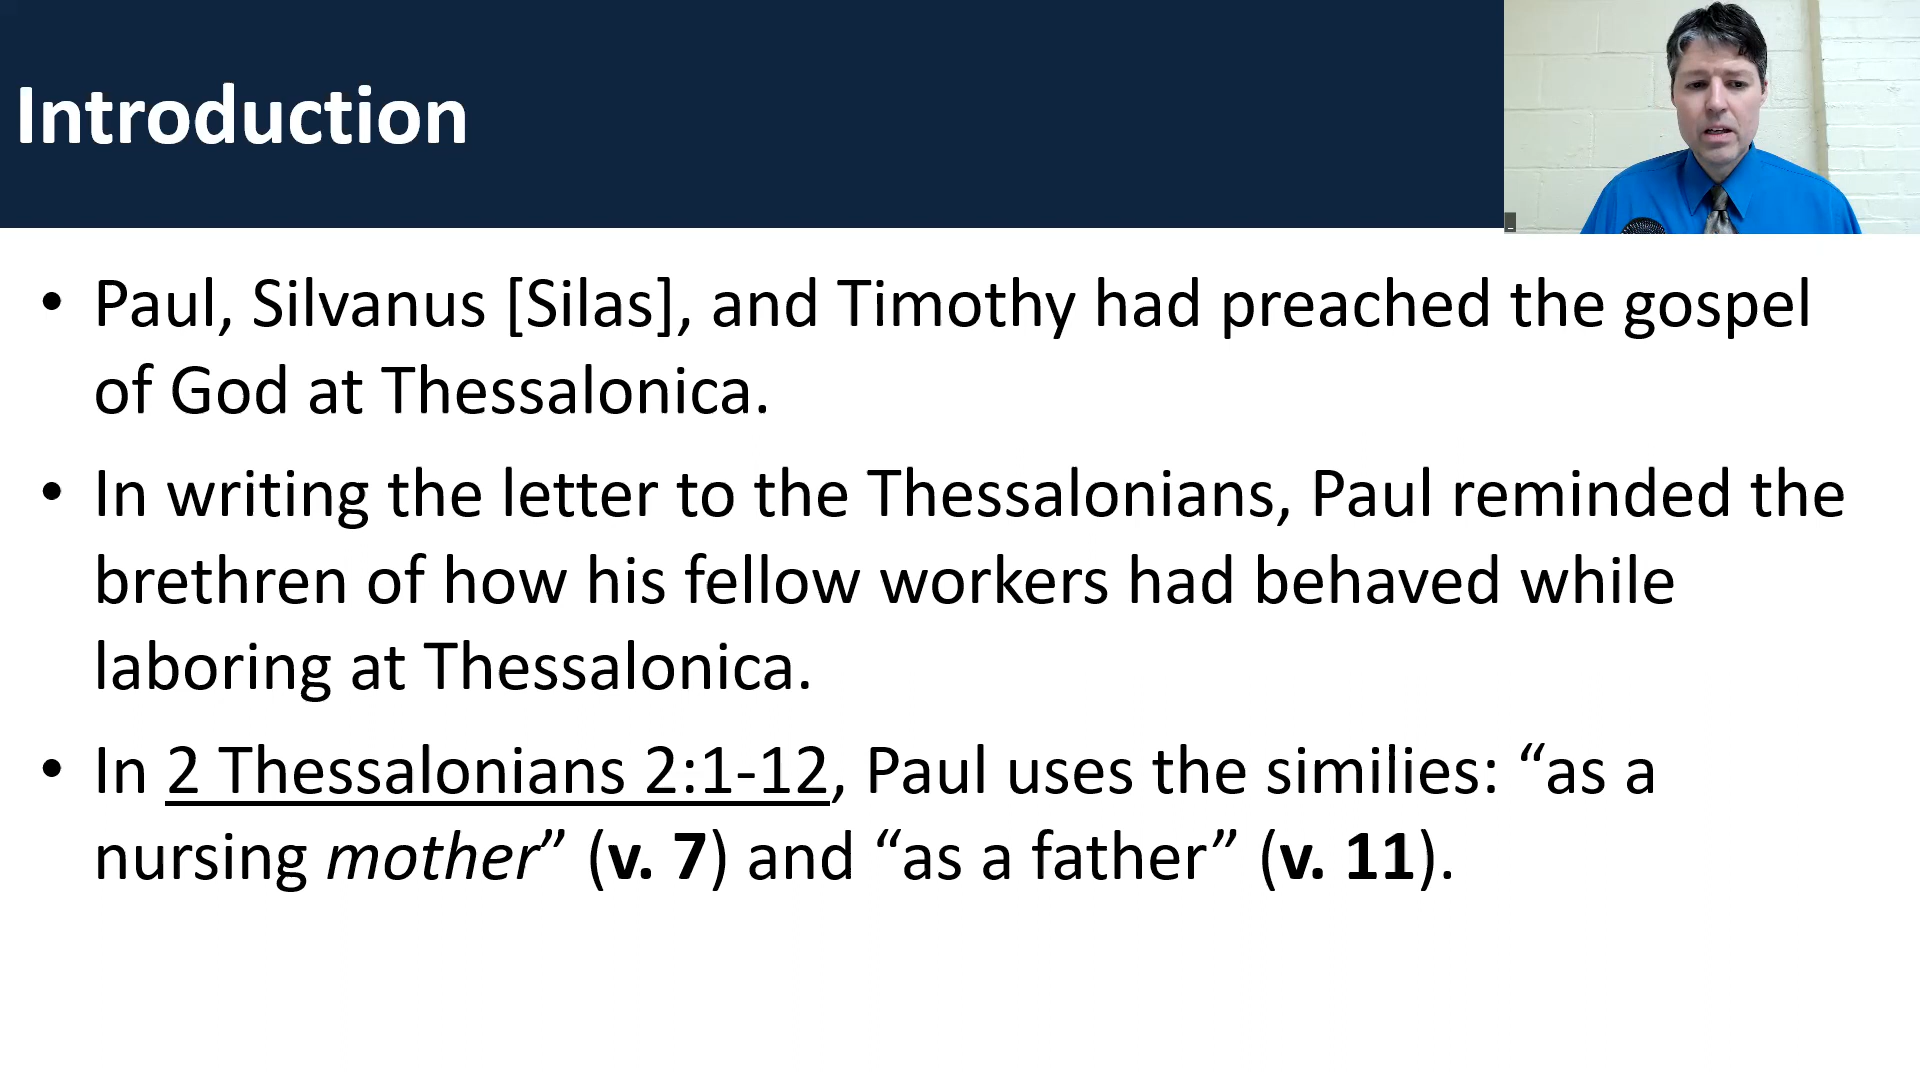 Introduction
• Paul, Silvanus [Silas], and Timothy had preached the gospel
of God at Thessalonica.
• In writing the letter to the Thessalonians, Paul reminded the
brethren of how his fellow workers had behaved while
laboring at Thessalonica.
• In 2 Thessalonians 2:1-12, Paul uses the similies: “as a
nursing mother” (v. 7) and “as a father” (v. 11).